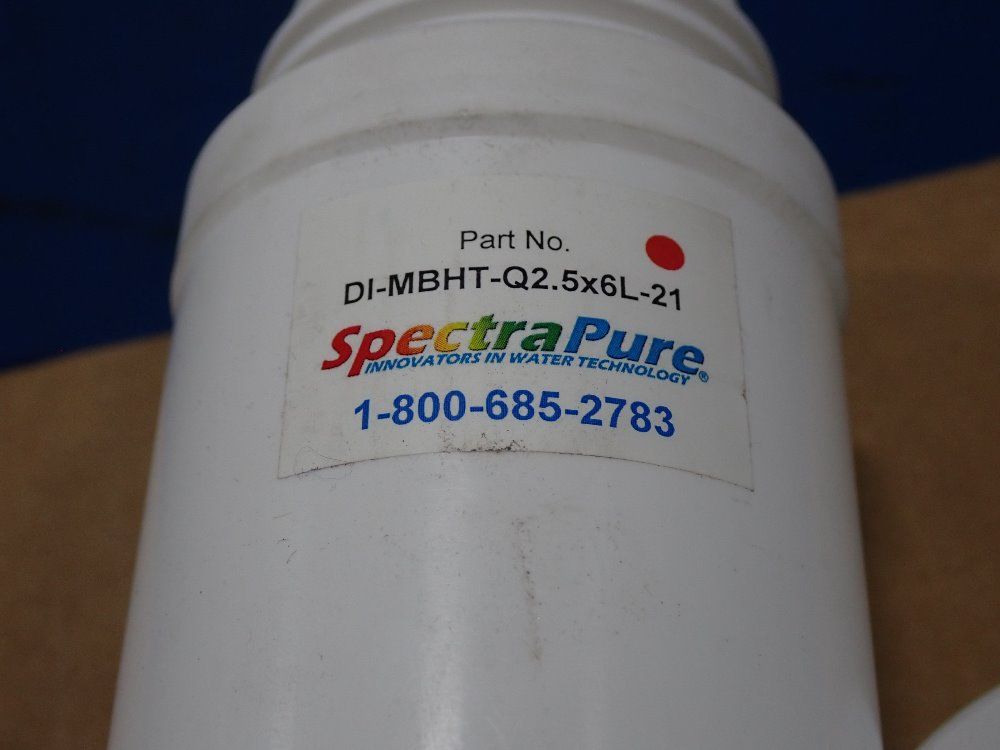 Part No.
DI-MBHT-Q2.5x6L-21
SpectraPure
INNOVATORS IN WATER TECHNOLOGY®
1-800-685-2783